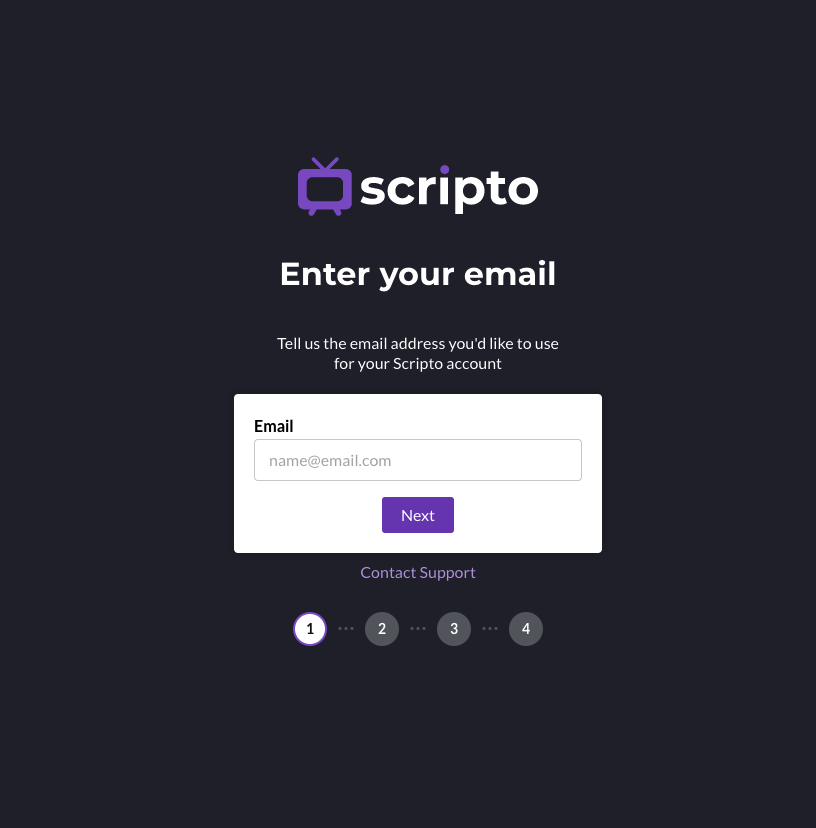 scripto
Enter your email
Tell us the email address you'd like to use
for your Scripto account
Email
name@email.com
Next
Contact Support
1 ··· 2 ··· 3 ··· 4